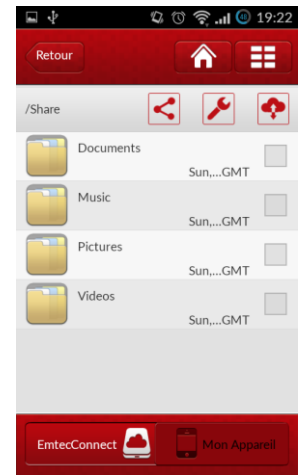 19:22
Retour
/Share
Documents
Sun,...GMT
Music
Sun,...GMT
Pictures
Sun,...GMT
Videos
Sun,...GMT
EmtecConnect
Mon Appareil